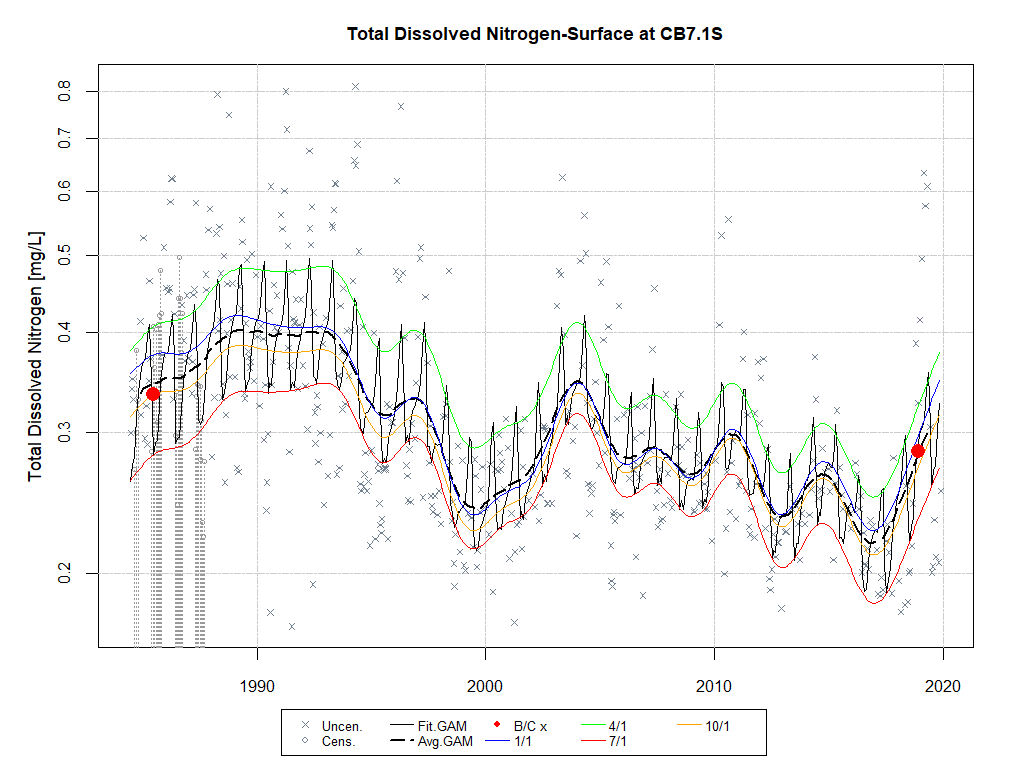 Total Dissolved Nitrogen-Surface at CB7.1S
Total Dissolved Nitrogen [mg/L]
0.8
0.7
0.6
0.5
0.4
0.3
0.2
1990 2000 2010 2020
Uncen. Fit.GAM B/C x 4/1 10/1
Cens. Avg.GAM 1/1 7/1